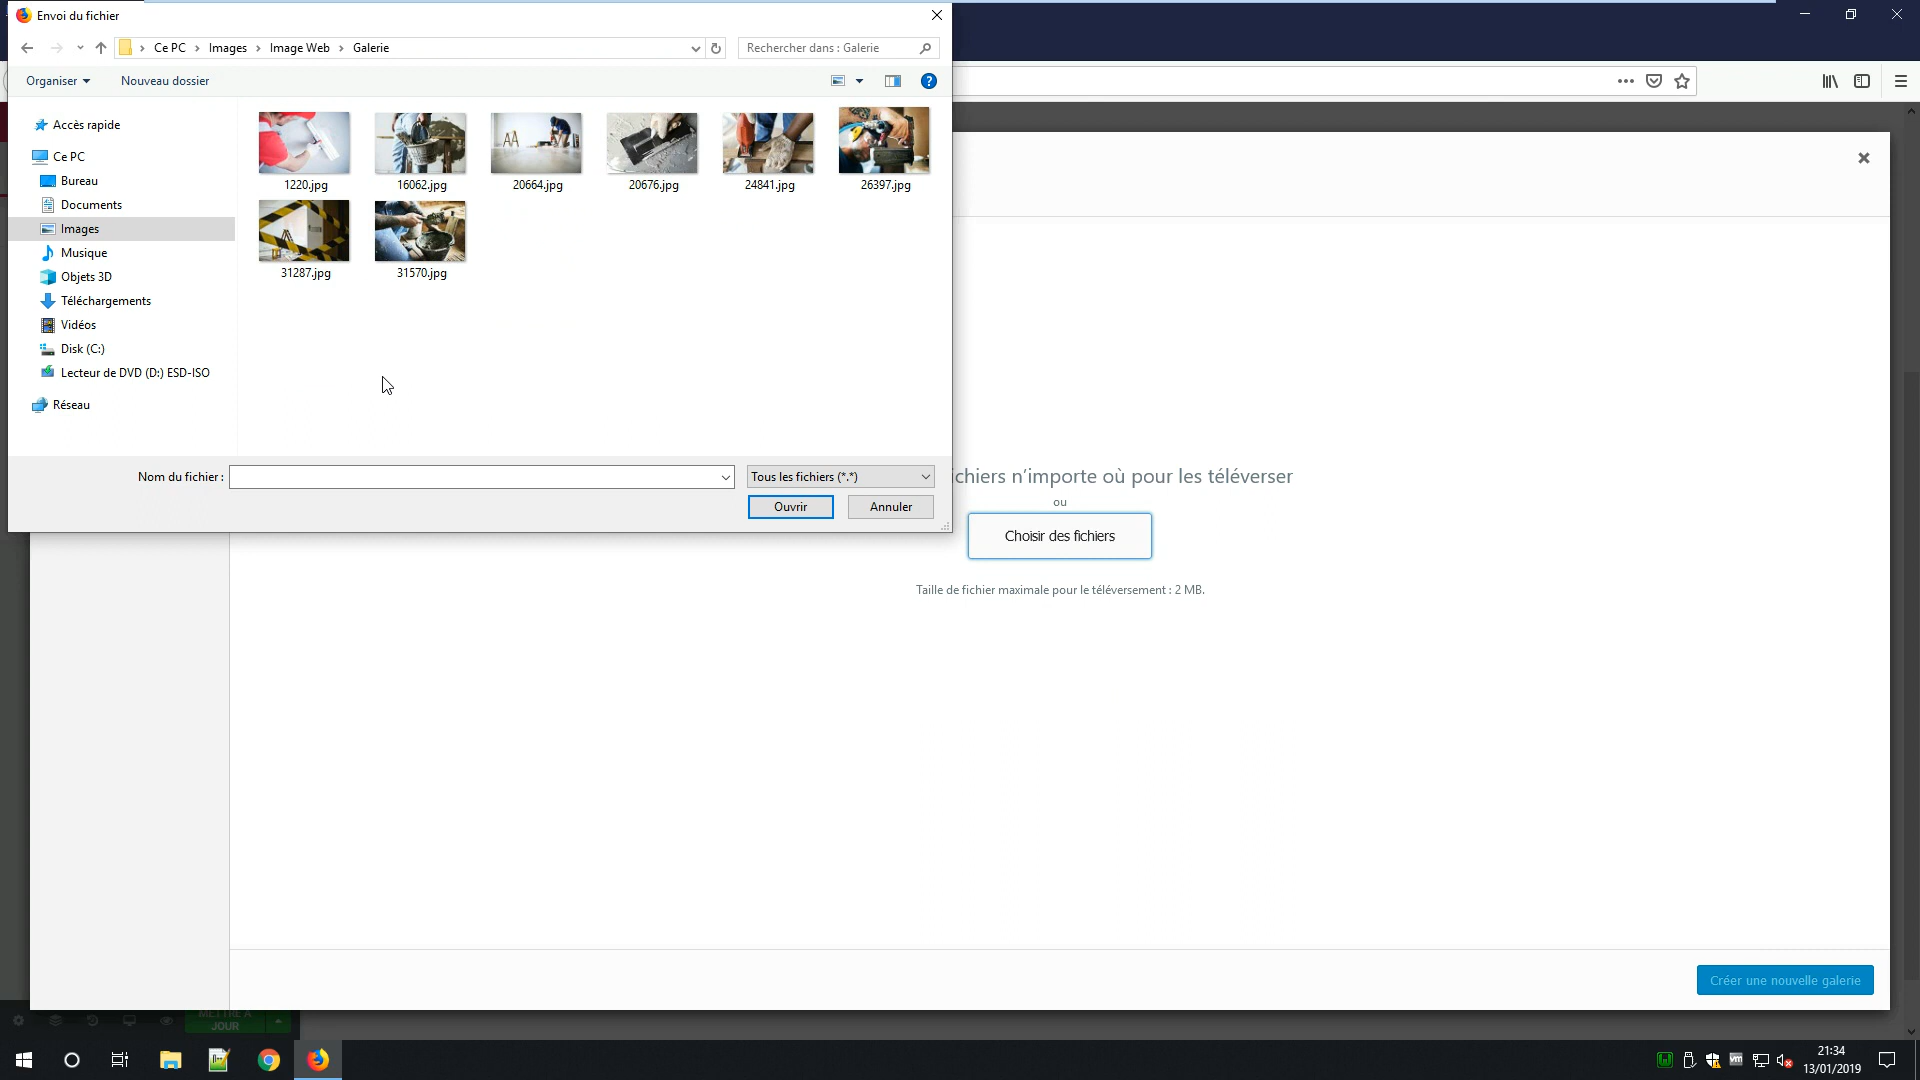 Envoi du fichier
Ce PC › Images › Image Web › Galerie
Rechercher dans : Galerie
Organiser
Nouveau dossier
Accès rapide
Ce PC
Bureau
Documents
Images
Musique
Objets 3D
Téléchargements
Vidéos
Disk (C:)
Lecteur de DVD (D:) ESD-ISO
Réseau
1220.jpg
16062.jpg
20664.jpg
20676.jpg
24841.jpg
26397.jpg
31287.jpg
31570.jpg
Nom du fichier :
Tous les fichiers (*.*)
Ouvrir
Annuler
ichiers n’importe où pour les téléverser
ou
Choisir des fichiers
Taille de fichier maximale pour le téléversement : 2 MB.
Créer une nouvelle galerie
METTRE À
JOUR
21:34
13/01/2019